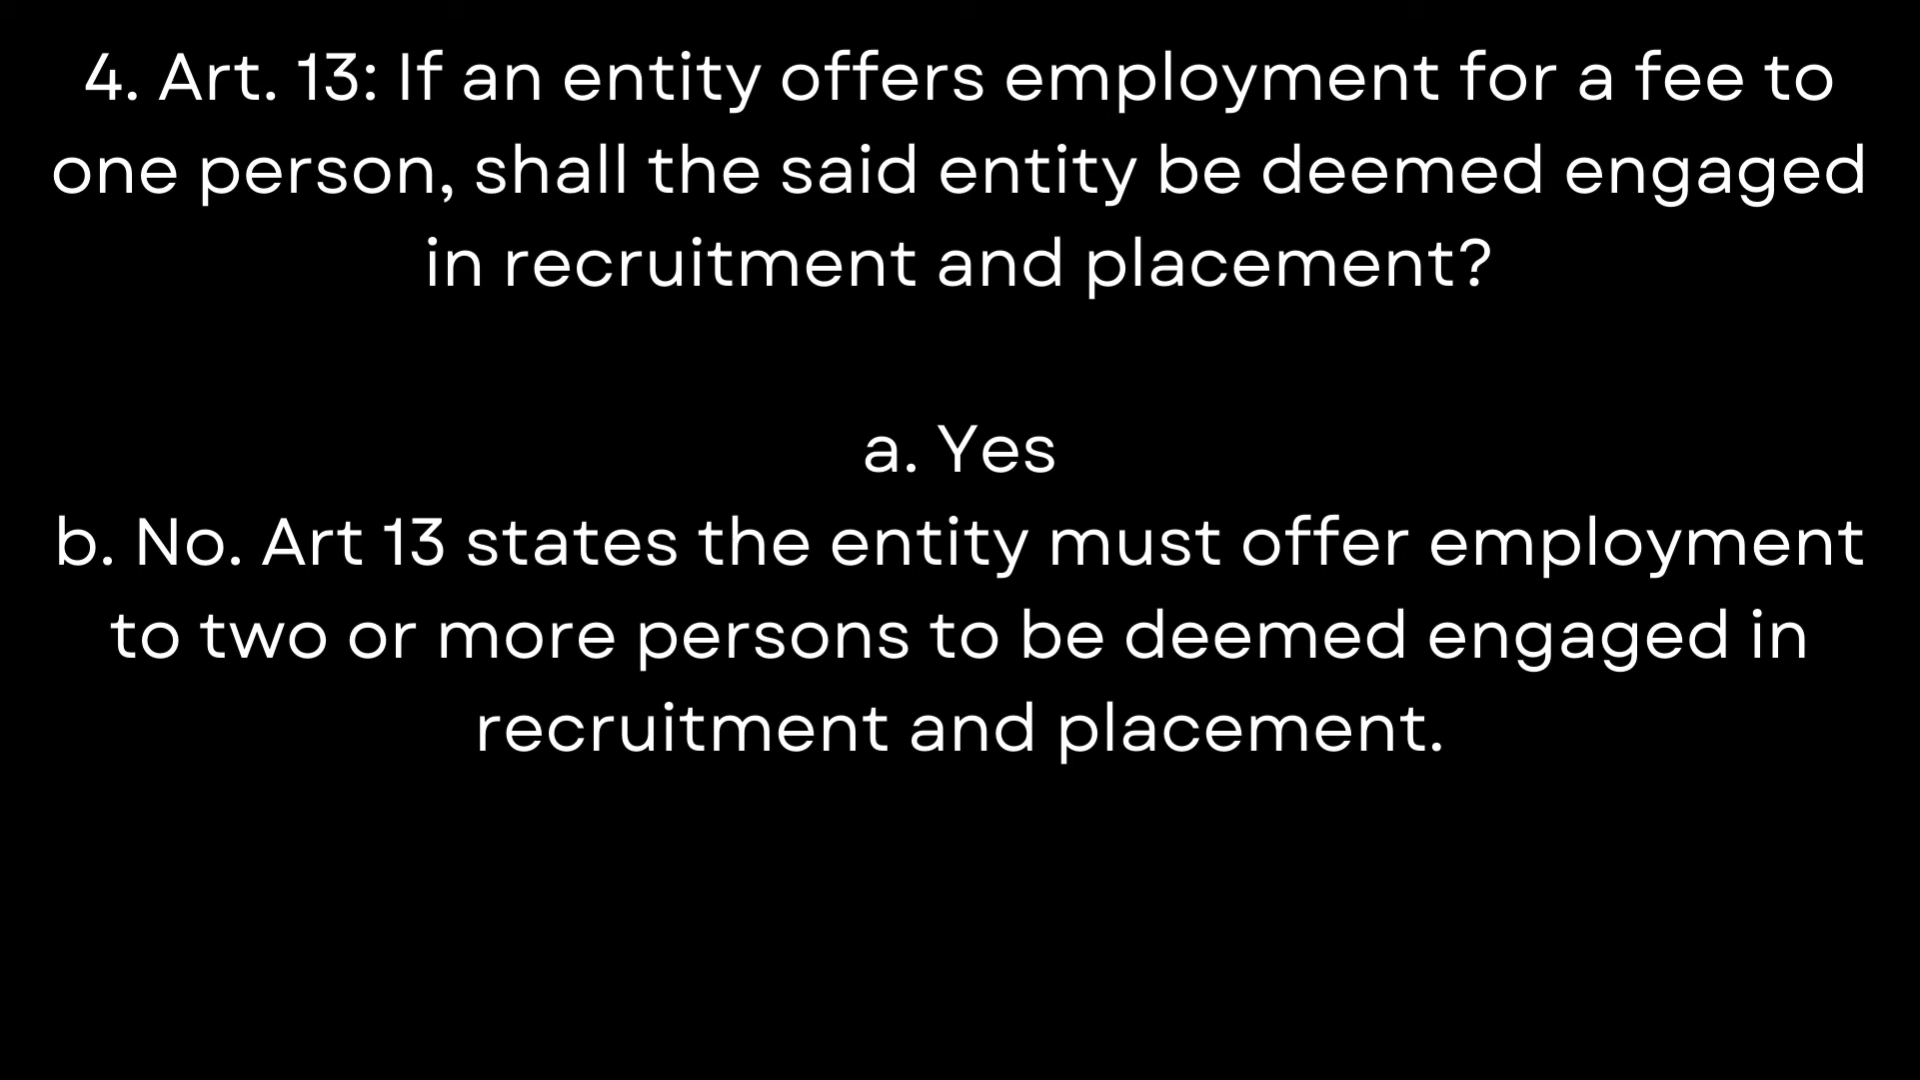 4. Art. 13: If an entity offers employment for a fee to
one person, shall the said entity be deemed engaged
in recruitment and placement?
a. Yes
b. No. Art 13 states the entity must offer employment
to two or more persons to be deemed engaged in
recruitment and placement.